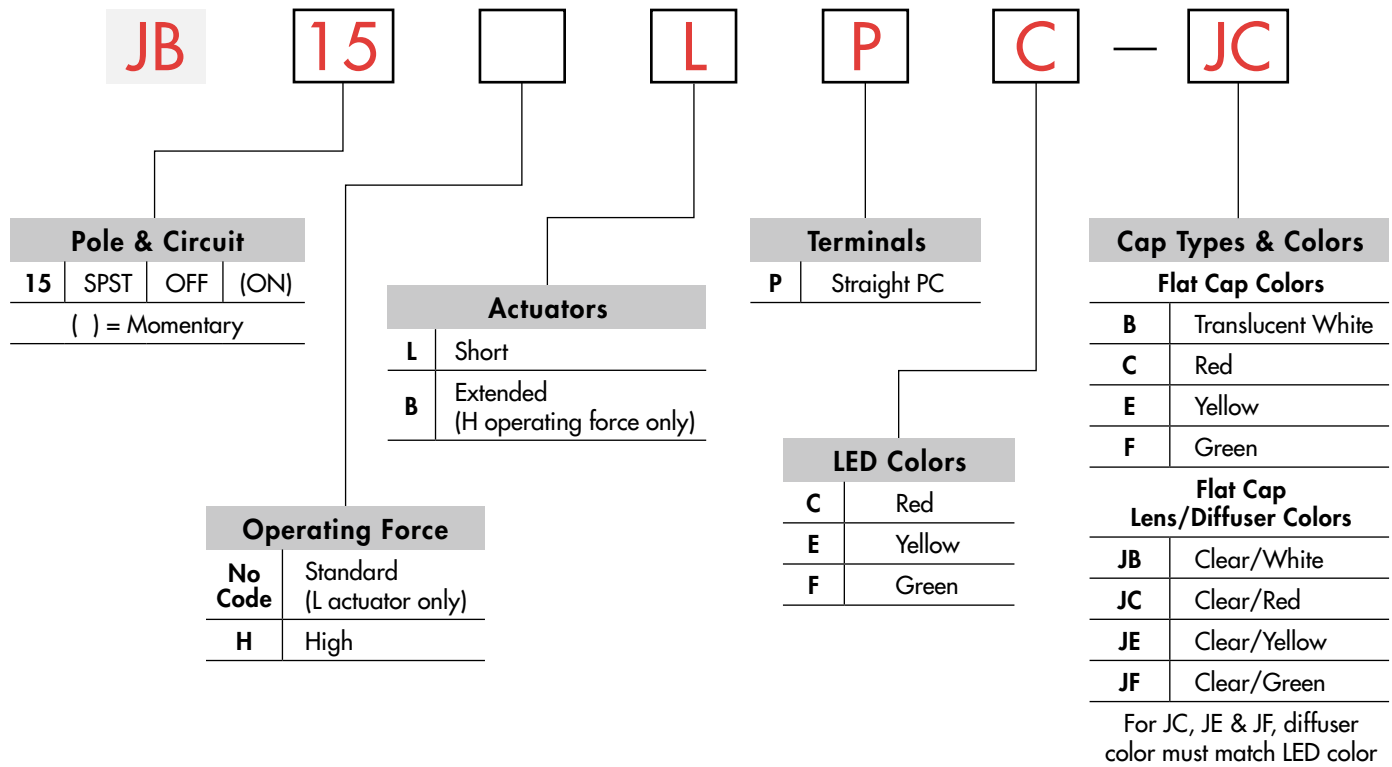 JB 15 L P C — JC
Pole & Circuit
15 SPST OFF (ON)
( ) = Momentary
Operating Force
No Code Standard (L actuator only)
H High
Actuators
L Short
B Extended (H operating force only)
Terminals
P Straight PC
LED Colors
C Red
E Yellow
F Green
Cap Types & Colors
Flat Cap Colors
B Translucent White
C Red
E Yellow
F Green
Flat Cap
Lens/Diffuser Colors
JB Clear/White
JC Clear/Red
JE Clear/Yellow
JF Clear/Green
For JC, JE & JF, diffuser
color must match LED color